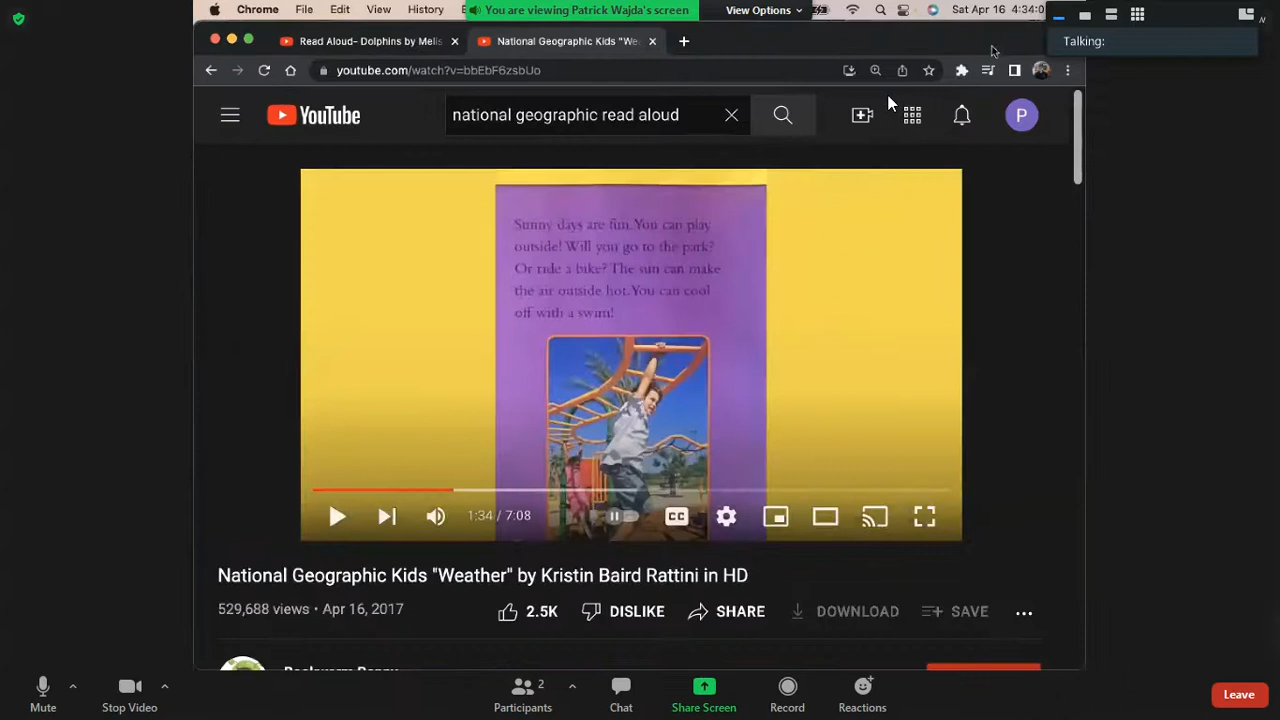 Chrome File Edit View History
You are viewing Patrick Wajda's screen
View Options
Sat Apr 16 4:34:0
Talking:
Read Aloud- Dolphins by Melis
National Geographic Kids "We
youtube.com/watch?v=bbEbF6zsbUo
YouTube
national geographic read aloud
P
Sunny days are fun. You can play
outside! Will you go to the park?
Or ride a bike? The sun can make
the air outside hot. You can cool
off with a swim!
1:34 / 7:08
CC
National Geographic Kids "Weather" by Kristin Baird Rattini in HD
529,688 views • Apr 16, 2017
2.5K
DISLIKE
SHARE
DOWNLOAD
SAVE
Mute
Stop Video
2
Participants
Chat
Share Screen
Record
Reactions
Leave